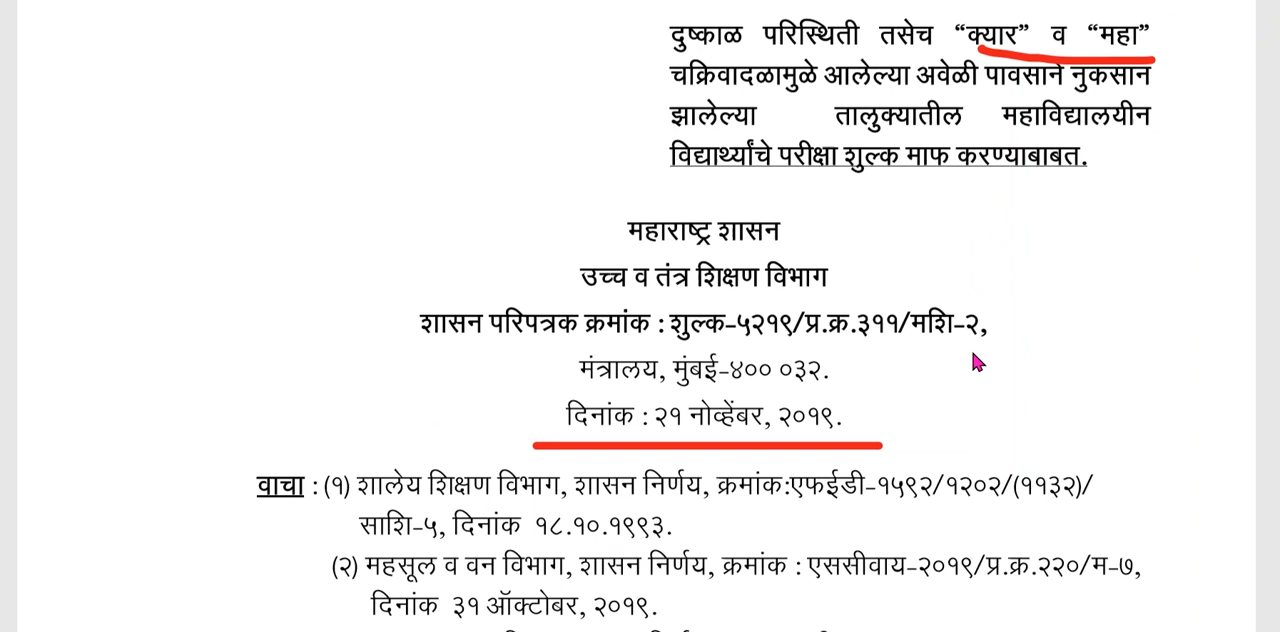 दुष्काळ परिस्थिती तसेच “क्यार” व “महा”
चक्रिवादळामुळे आलेल्या अवेळी पावसाने नुकसान
झालेल्या तालुक्यातील महाविद्यालयीन
विद्यार्थ्यांचे परीक्षा शुल्क माफ करण्याबाबत.
महाराष्ट्र शासन
उच्च व तंत्र शिक्षण विभाग
शासन परिपत्रक क्रमांक : शुल्क-५२१९/प्र.क्र.३११/मशि-२,
मंत्रालय, मुंबई-४०० ०३२.
दिनांक : २१ नोव्हेंबर, २०१९.
वाचा : (१) शालेय शिक्षण विभाग, शासन निर्णय, क्रमांक:एफईडी-१५९२/१२०२/(११३२)/
साशि-५, दिनांक १८.१०.१९९३.
(२) महसूल व वन विभाग, शासन निर्णय, क्रमांक : एससीवाय-२०१९/प्र.क्र.२२०/म-७,
दिनांक ३१ ऑक्टोबर, २०१९.